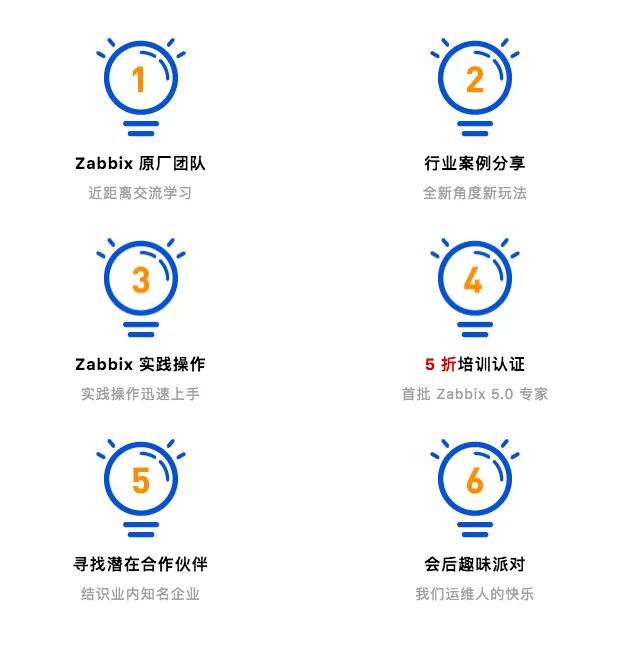 1
Zabbix 原厂团队
近距离交流学习
2
行业案例分享
全新角度新玩法
3
Zabbix 实践操作
实践操作迅速上手
4
5 折培训认证
首批 Zabbix 5.0 专家
5
寻找潜在合作伙伴
结识业内知名企业
6
会后趣味派对
我们运维人的快乐